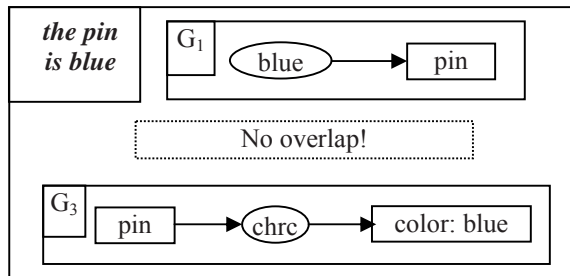 the pin
is blue
G₁
blue
pin
No overlap!
G₃
pin
chrc
color: blue